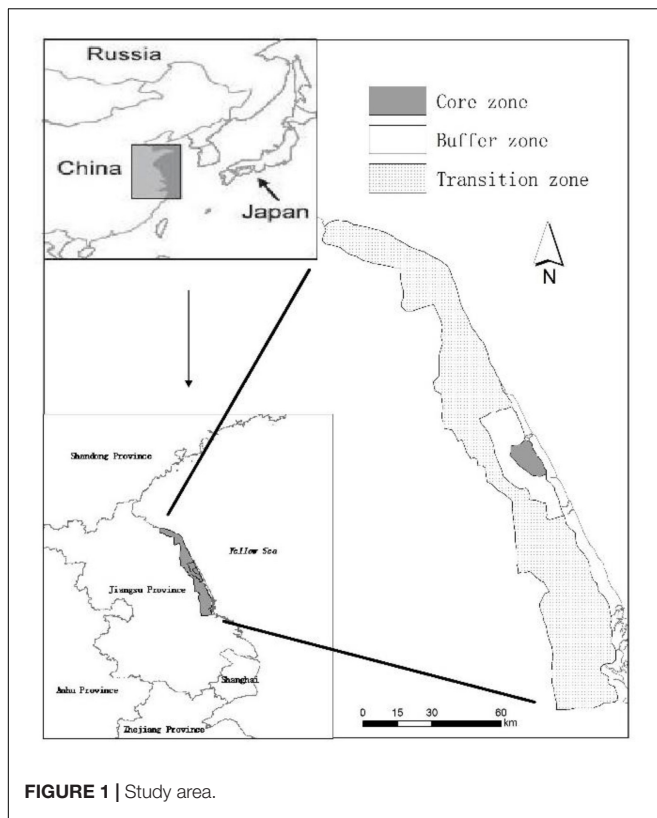 Russia
China
Japan
Core zone
Buffer zone
Transition zone
N
Shandong Province
Yellow Sea
Jiangsu Province
Shanghai
Anhui Province
Zhejiang Province
0 15 30 60
km
FIGURE 1 | Study area.